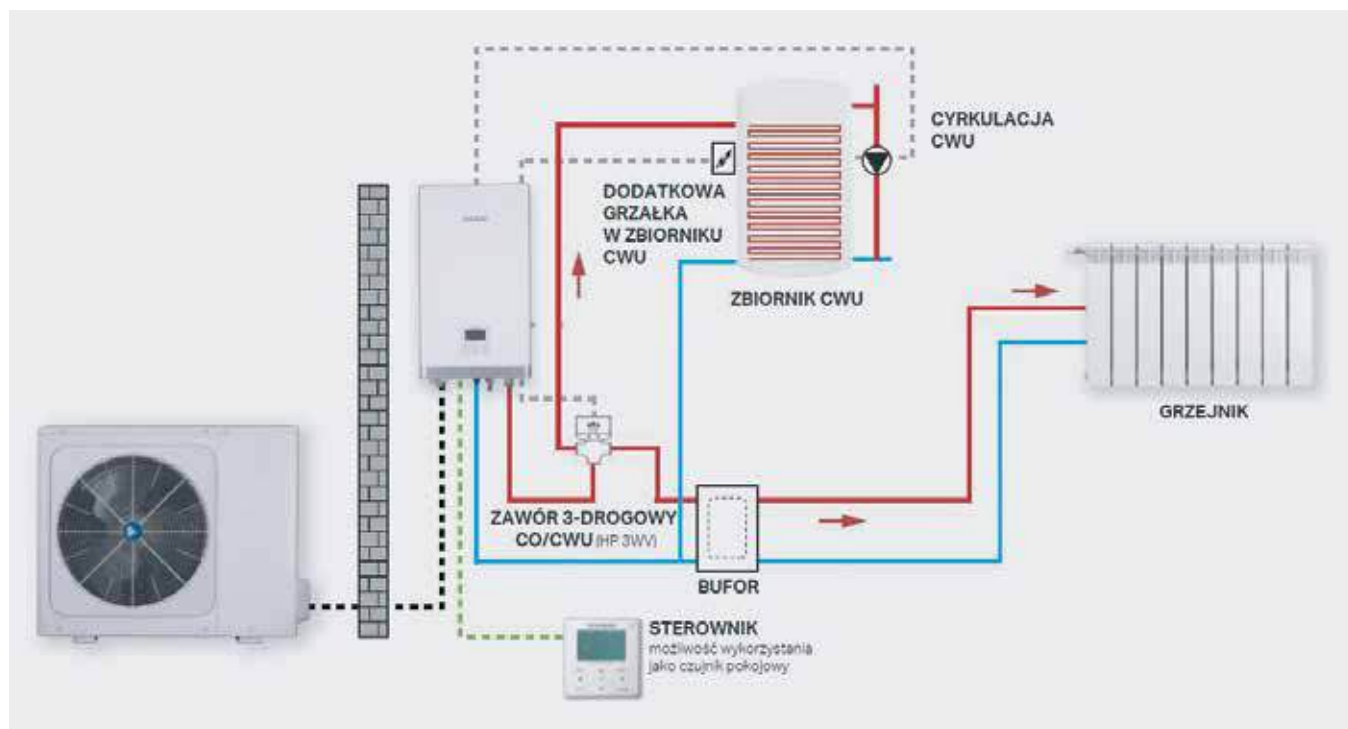 CYRKULACJA
CWU
DODATKOWA
GRZAŁKA
W ZBIORNIKU
CWU
ZBIORNIK CWU
GRZEJNIK
ZAWÓR 3-DROGOWY
CO/CWU (HP 3WV)
BUFOR
STEROWNIK
możliwość wykorzystania
jako czujnik pokojowy